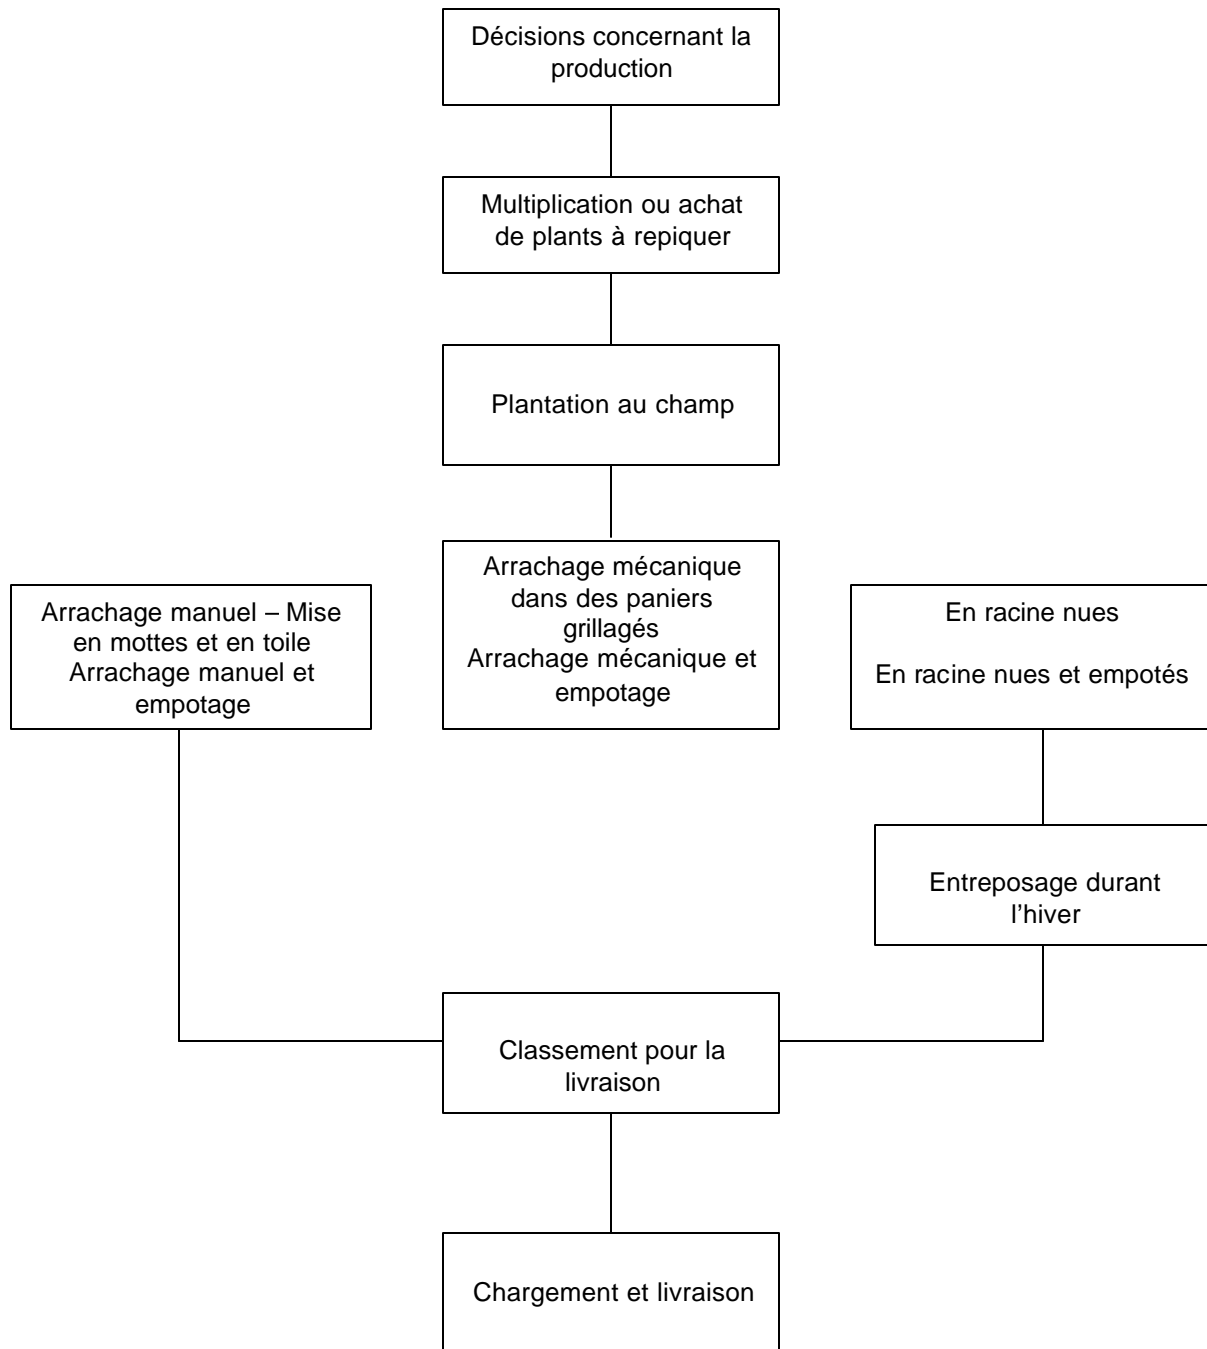 Décisions concernant la
production
Multiplication ou achat
de plants à repiquer
Plantation au champ
Arrachage manuel – Mise
en mottes et en toile
Arrachage manuel et
empotage
Arrachage mécanique
dans des paniers
grillagés
Arrachage mécanique et
empotage
En racine nues
En racine nues et empotés
Entreposage durant
l'hiver
Classement pour la
livraison
Chargement et livraison